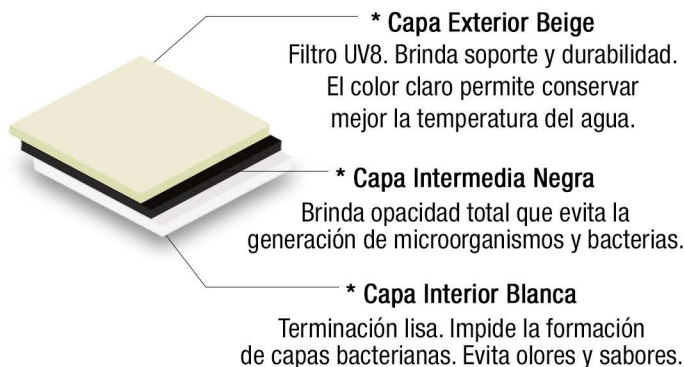 * Capa Exterior Beige
Filtro UV8. Brinda soporte y durabilidad.
El color claro permite conservar
mejor la temperatura del agua.
* Capa Intermedia Negra
Brinda opacidad total que evita la
generación de microorganismos y bacterias.
* Capa Interior Blanca
Terminación lisa. Impide la formación
de capas bacterianas. Evita olores y sabores.